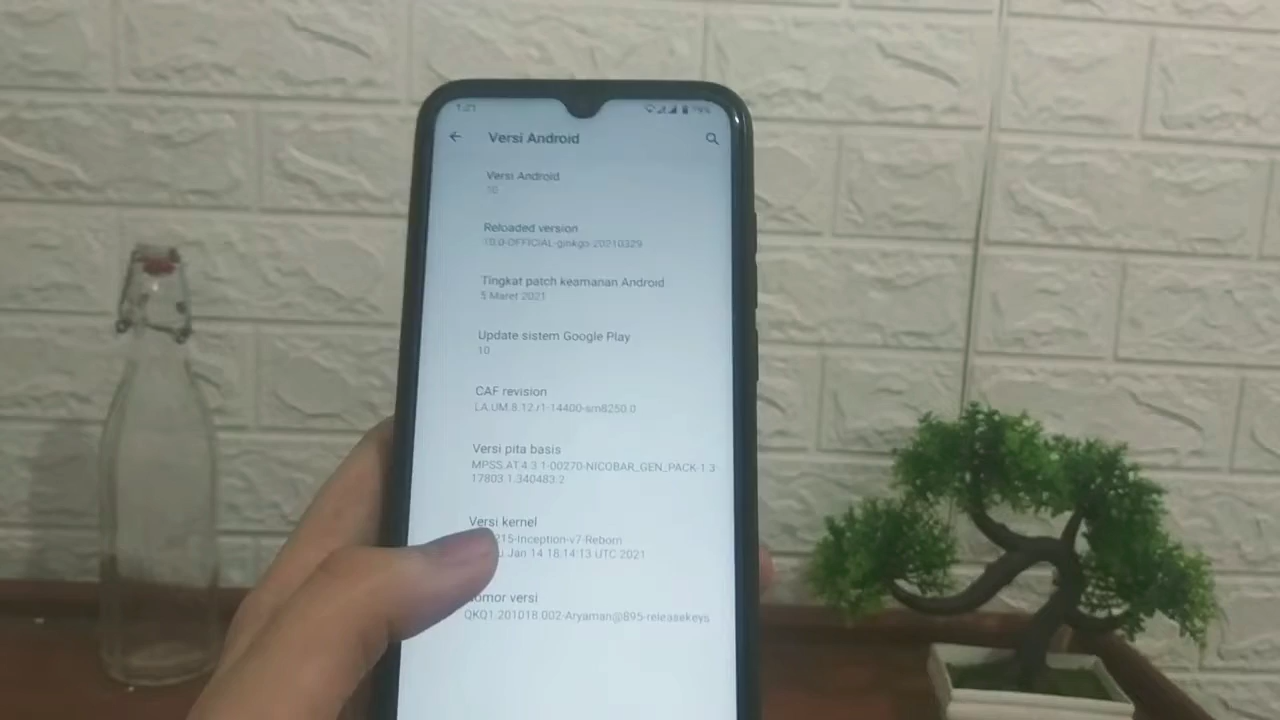 1:21
79%
Versi Android
Versi Android
10
Reloaded version
10.0-OFFICIAL-ginkgo-20210329
Tingkat patch keamanan Android
5 Maret 2021
Update sistem Google Play
10
CAF revision
LA.UM.8.12.r1-14400-sm8250.0
Versi pita basis
MPSS.AT.4.3.1-00270-NICOBAR_GEN_PACK-1.3
17803.1.340483.2
Versi kernel
215-Inception-v7-Reborn
Jan 14 18:14:13 UTC 2021
omor versi
QKQ1.201018.002-Aryaman@895-releasekeys